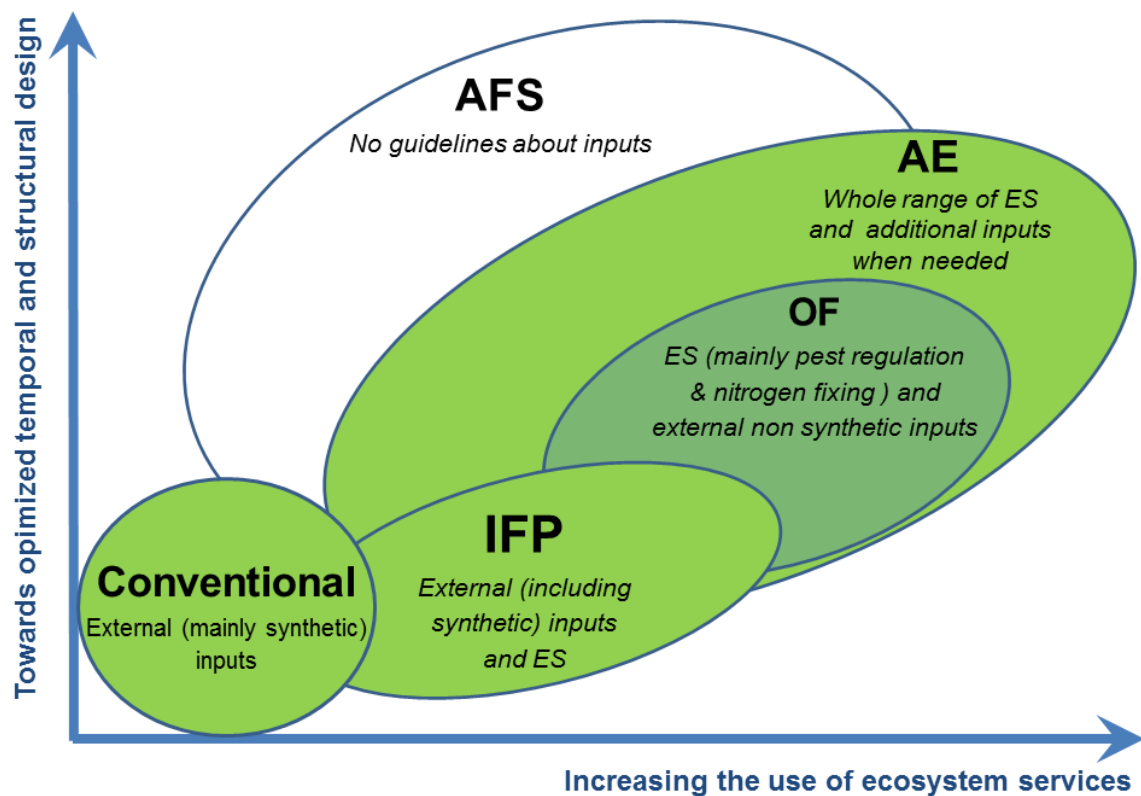 Towards opimized temporal and structural design
AFS
No guidelines about inputs
AE
Whole range of ES
and additional inputs
when needed
OF
ES (mainly pest regulation
& nitrogen fixing ) and
external non synthetic inputs
IFP
External (including
synthetic) inputs
and ES
Conventional
External (mainly synthetic)
inputs
Increasing the use of ecosystem services